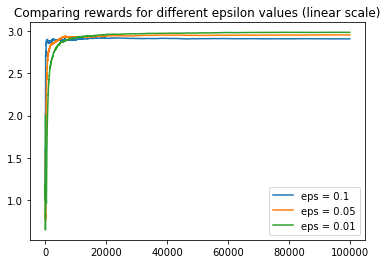 Comparing rewards for different epsilon values (linear scale)
3.0
2.5
2.0
1.5
1.0
eps = 0.1
eps = 0.05
eps = 0.01
0 20000 40000 60000 80000 100000